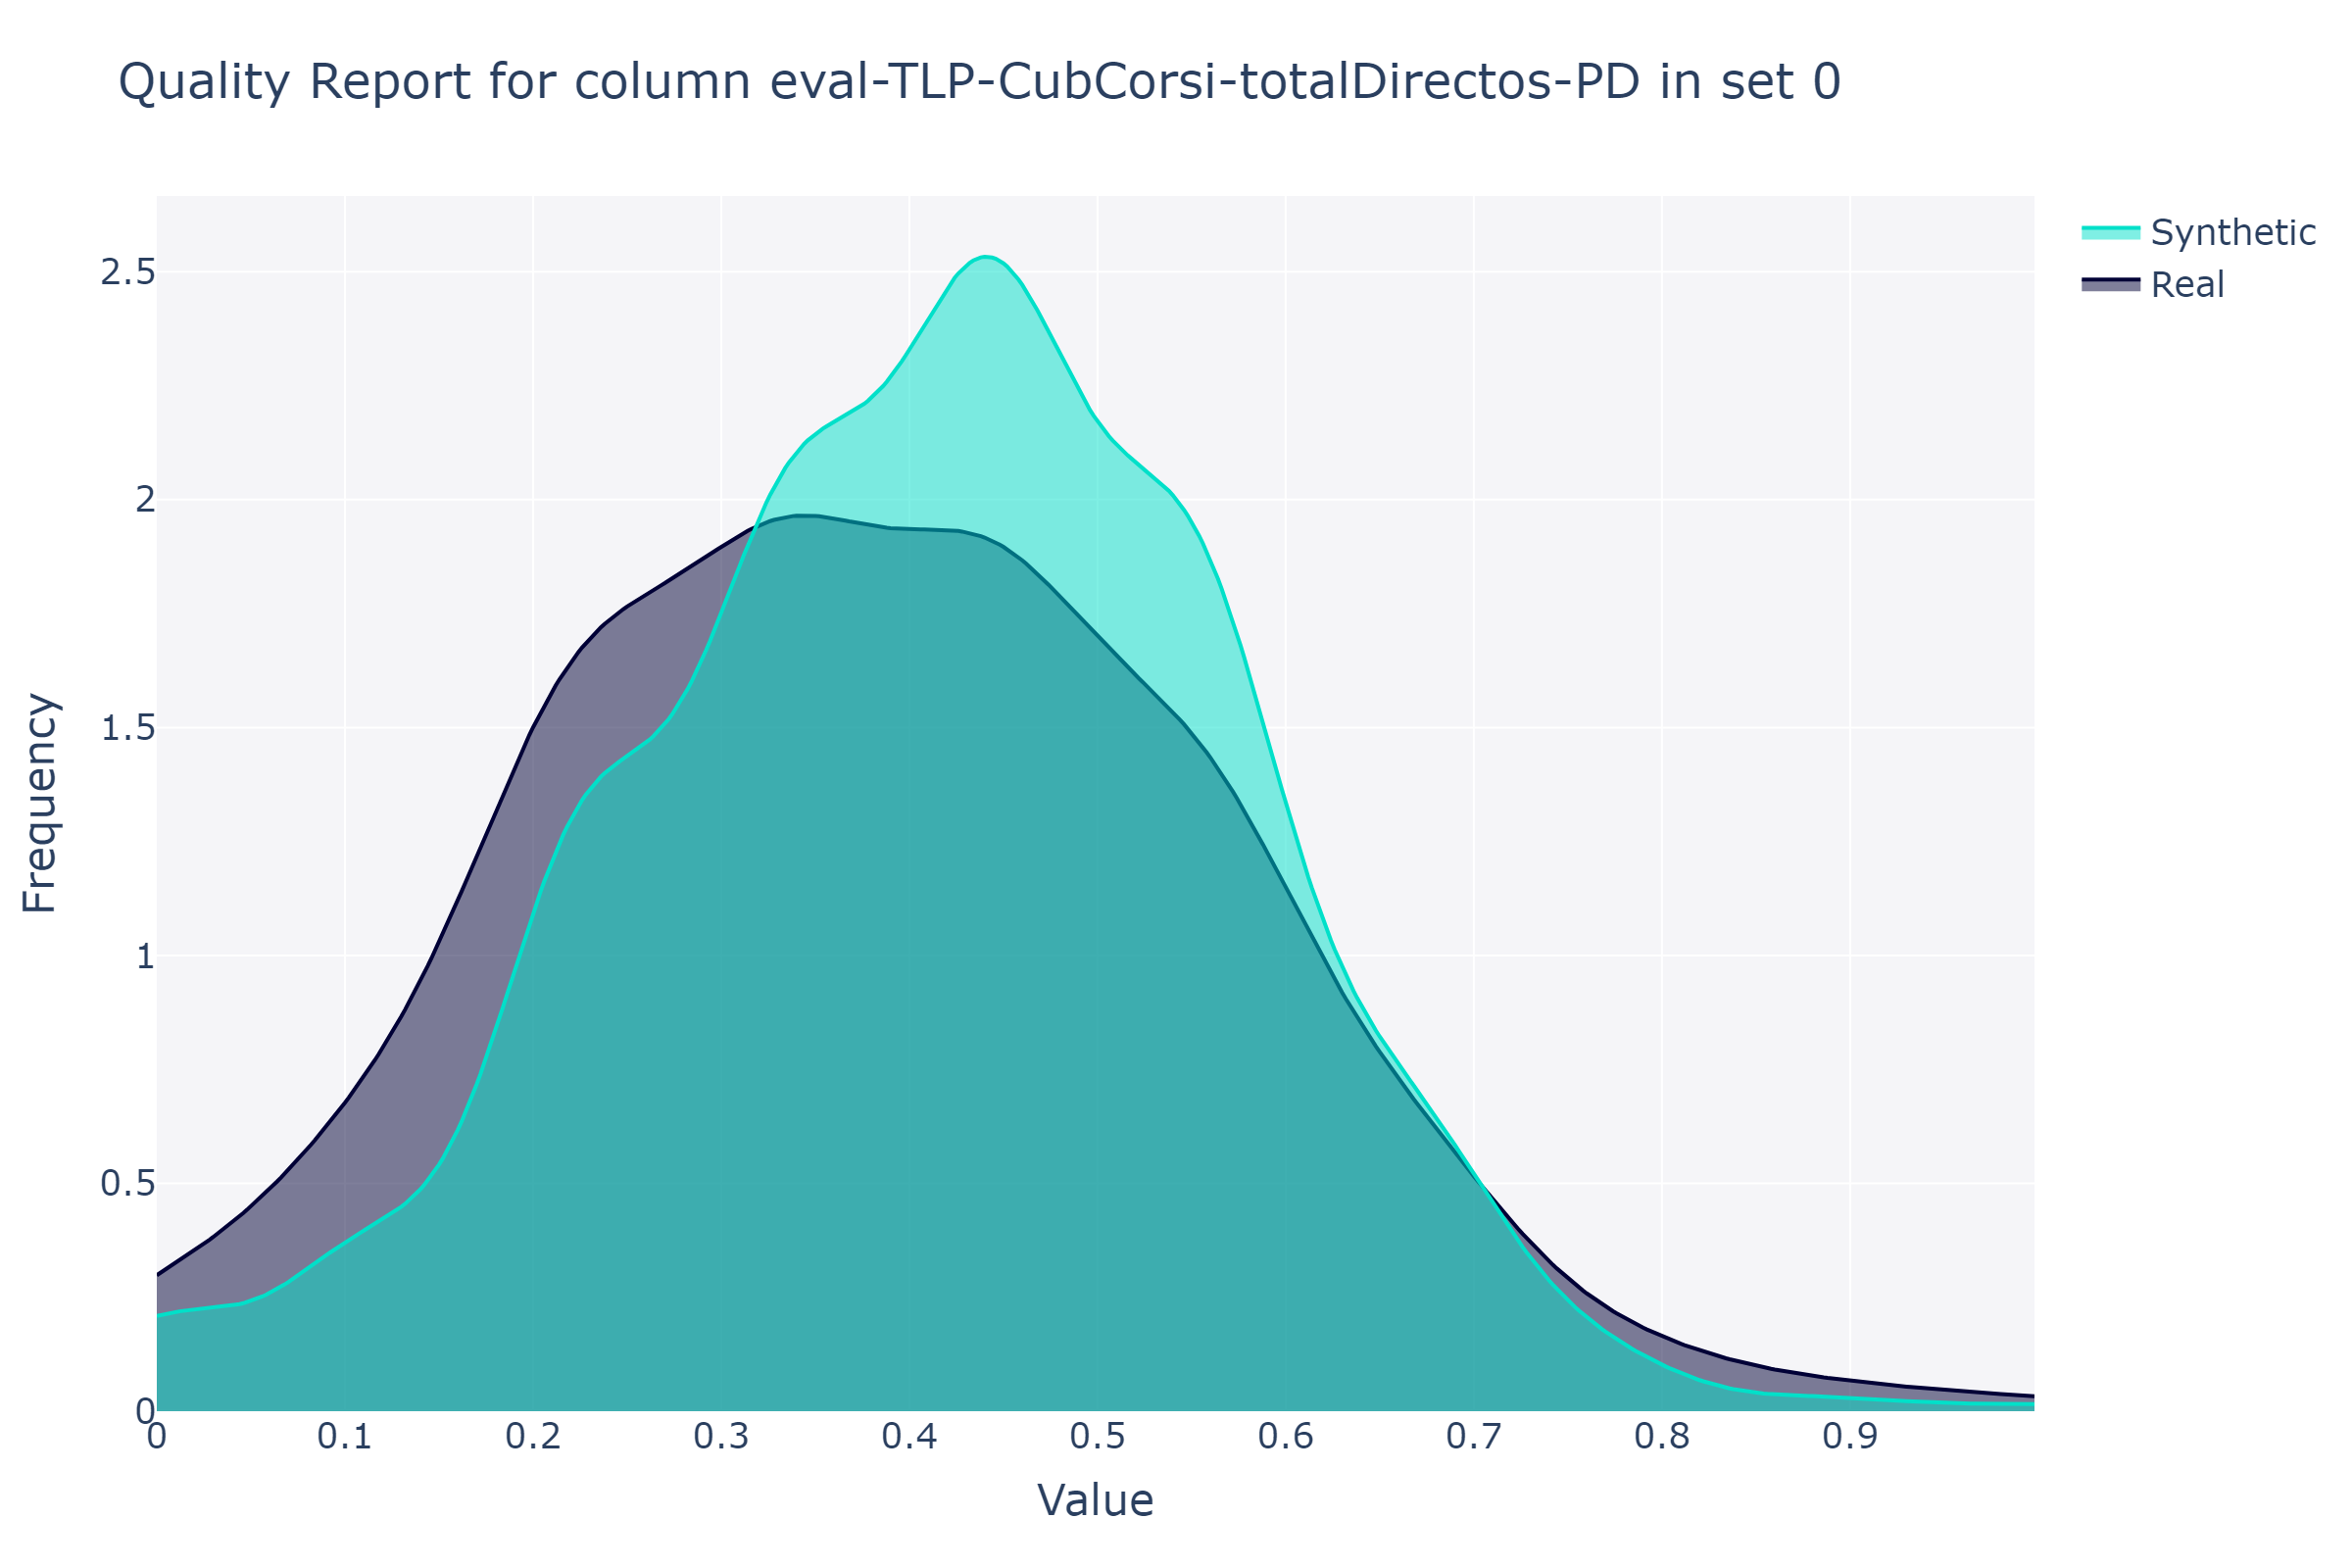 Quality Report for column eval-TLP-CubCorsi-totalDirectos-PD in set 0
Synthetic
Real
2.5
2
1.5
1
0.5
0
Frequency
0 0.1 0.2 0.3 0.4 0.5 0.6 0.7 0.8 0.9
Value